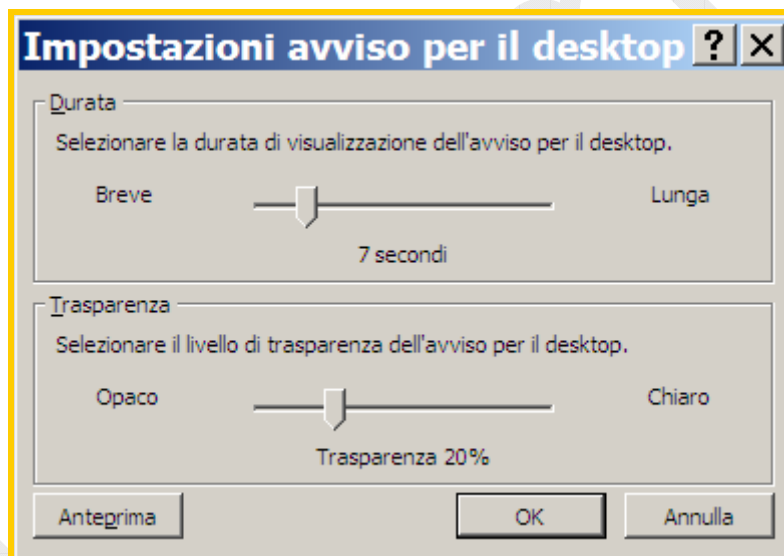 Impostazioni avviso per il desktop
Durata
Selezionare la durata di visualizzazione dell'avviso per il desktop.
Breve Lunga
7 secondi
Trasparenza
Selezionare il livello di trasparenza dell'avviso per il desktop.
Opaco Chiaro
Trasparenza 20%
Anteprima OK Annulla